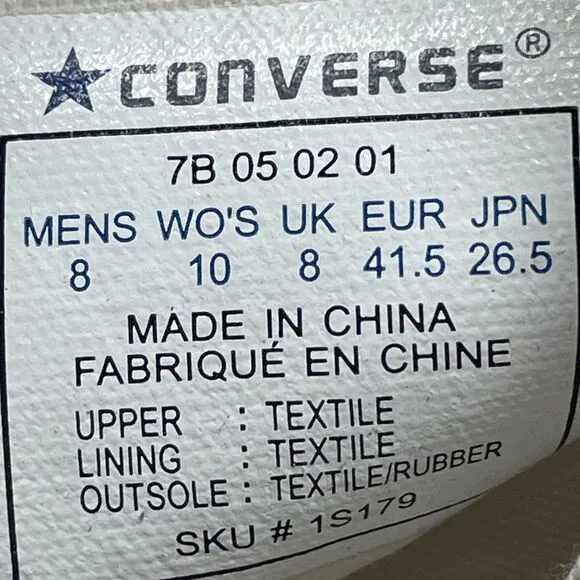 CONVERSE®
7B 05 02 01
MENS WO'S UK EUR JPN
8 10 8 41.5 26.5
MADE IN CHINA
FABRIQUÉ EN CHINE
UPPER : TEXTILE
LINING : TEXTILE
OUTSOLE : TEXTILE/RUBBER
SKU # 1S179